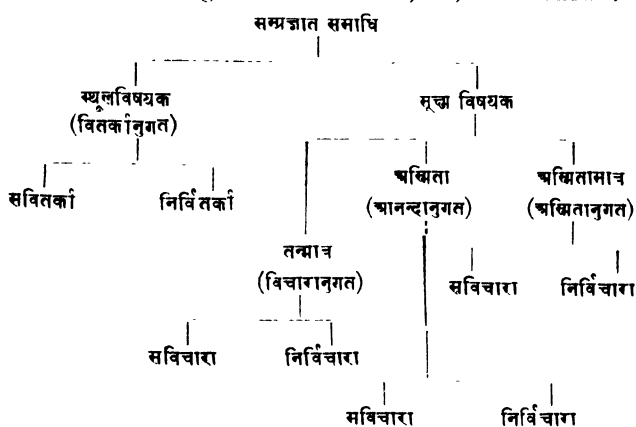 सम्प्रज्ञात समाधि
स्थूलविषयक सूक्ष्म विषयक
(वितर्कानुगत)
सवितर्का निर्वितर्का
अस्मिता अस्मितामात्र
(आनन्दानुगत) (अस्मितानुगत)
तन्मात्र
(विचारानुगत)
सविचारा निर्विचारा
सविचारा निर्विचारा
सविचारा निर्विचारा